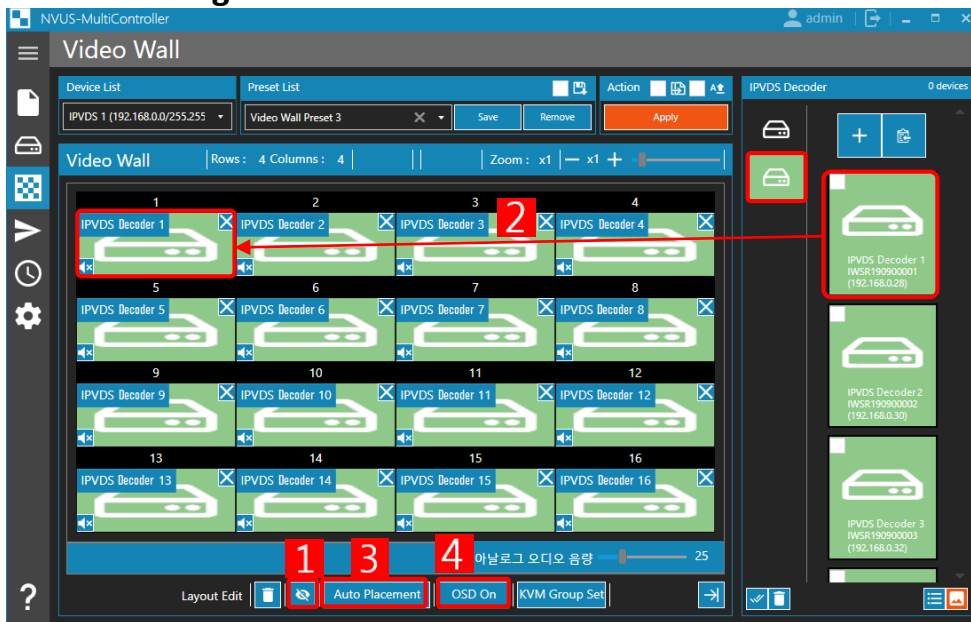 NVUS-MultiController
admin
Video Wall
Device List
Preset List
Action
IPVDS Decoder
0 devices
IPVDS 1 (192.168.0.0/255.255
Video Wall Preset 3
Save
Remove
Apply
Video Wall
Rows : 4 Columns : 4
Zoom : x1
x1
1
2
3
4
2
IPVDS Decoder 1
IPVDS Decoder 2
IPVDS Decoder 3
IPVDS Decoder 4
5
6
7
8
IPVDS Decoder 5
IPVDS Decoder 6
IPVDS Decoder 7
IPVDS Decoder 8
9
10
11
12
IPVDS Decoder 9
IPVDS Decoder 10
IPVDS Decoder 11
IPVDS Decoder 12
13
14
15
16
IPVDS Decoder 13
IPVDS Decoder 14
IPVDS Decoder 15
IPVDS Decoder 16
IPVDS Decoder 1
IWSR190900001
(192.168.0.28)
IPVDS Decoder2
IWSR190900002
(192.168.0.30)
IPVDS Decoder 3
IWSR190900003
(192.168.0.32)
1
3
4
아날로그 오디오 음량
25
Layout Edit
Auto Placement
OSD On
KVM Group Set
?